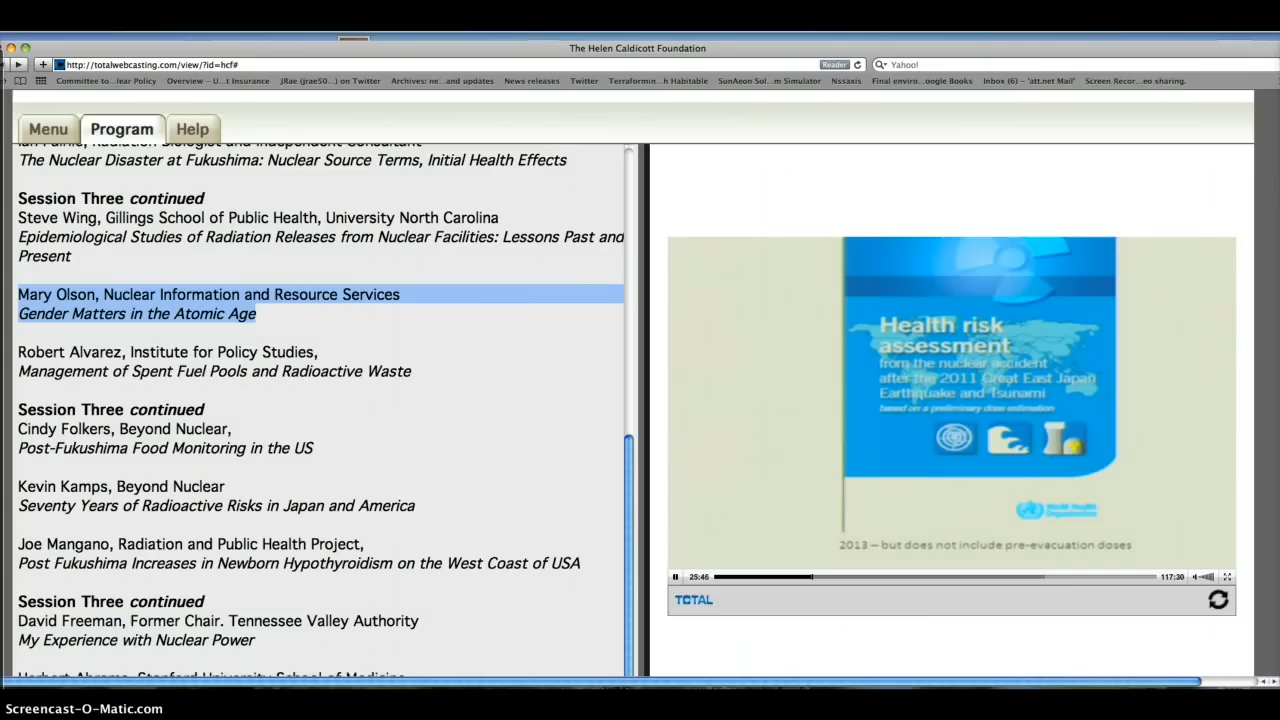 The Helen Caldicott Foundation
http://totalwebcasting.com/view/?id=hcf#
Reader
Yahoo!
Committee to...lear Policy
Overview – U...t Insurance
JRae (jrae50...) on Twitter
Archives: ne...and updates
News releases
Twitter
Terraformin...h Habitable
SunAeon Sol...m Simulator
Nssaxis
Final enviro...oogle Books
Inbox (6) – 'att.net Mail'
Screen Recor...eo sharing.
Menu
Program
Help
The Nuclear Disaster at Fukushima: Nuclear Source Terms, Initial Health Effects
Session Three continued
Steve Wing, Gillings School of Public Health, University North Carolina
Epidemiological Studies of Radiation Releases from Nuclear Facilities: Lessons Past and
Present
Mary Olson, Nuclear Information and Resource Services
Gender Matters in the Atomic Age
Robert Alvarez, Institute for Policy Studies,
Management of Spent Fuel Pools and Radioactive Waste
Session Three continued
Cindy Folkers, Beyond Nuclear,
Post-Fukushima Food Monitoring in the US
Kevin Kamps, Beyond Nuclear
Seventy Years of Radioactive Risks in Japan and America
Joe Mangano, Radiation and Public Health Project,
Post Fukushima Increases in Newborn Hypothyroidism on the West Coast of USA
Session Three continued
David Freeman, Former Chair. Tennessee Valley Authority
My Experience with Nuclear Power
Herbert Abrams, Stanford University School of Medicine
Health risk
assessment
from the nuclear accident
after the 2011 Great East Japan
Earthquake and Tsunami
based on a preliminary dose estimation
World Health
Organization
2013 – but does not include pre-evacuation doses
25:46
117:30
TOTAL
Screencast-O-Matic.com